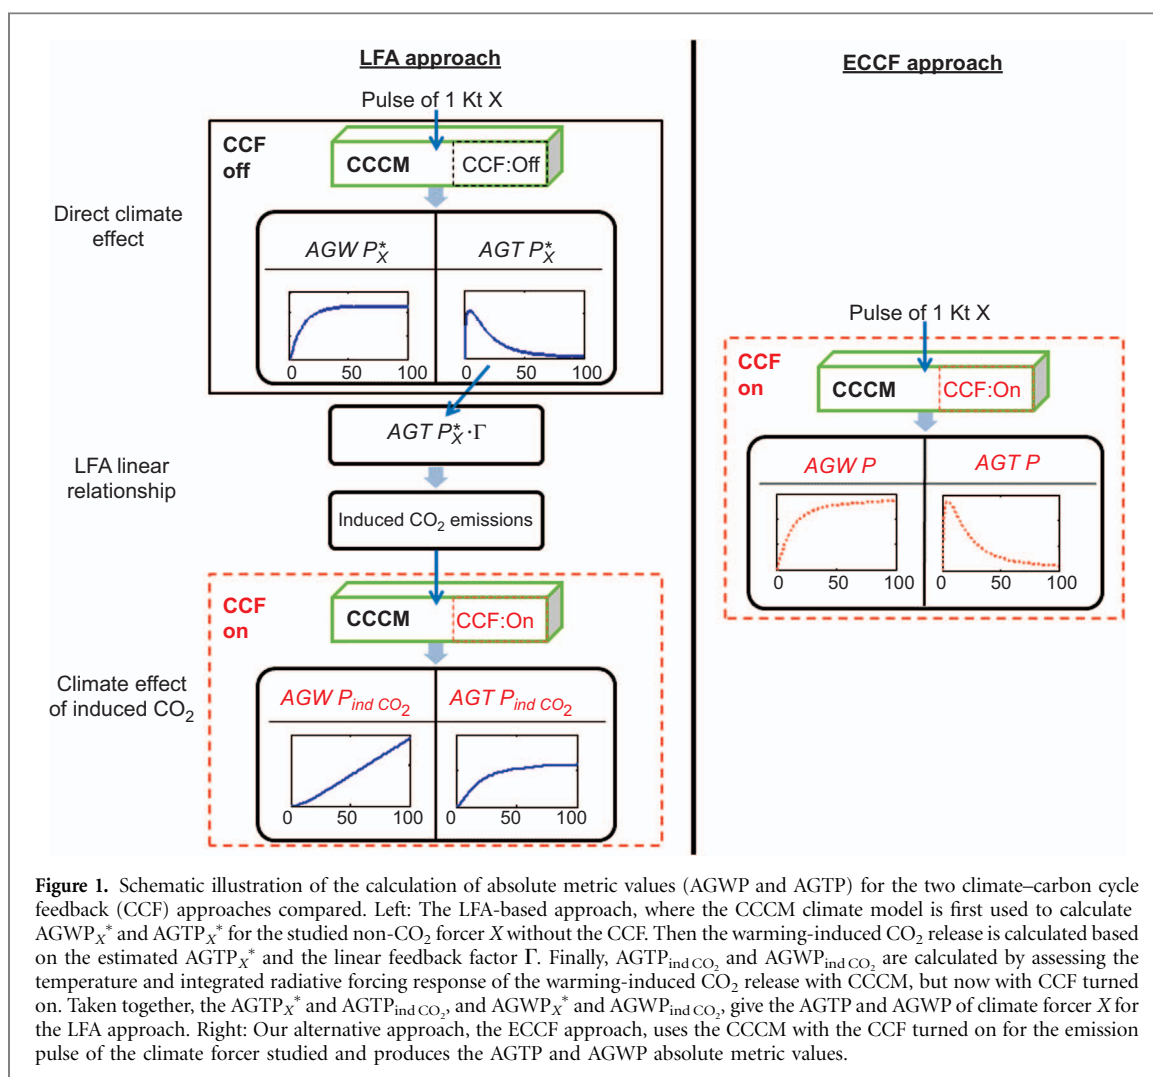 LFA approach
Pulse of 1 Kt X
CCF
off
CCCM
CCF:Off
Direct climate
effect
AGW P*X
AGT P*X
0 50 100
0 50 100
AGT P*X·Γ
LFA linear
relationship
Induced CO2 emissions
CCF
on
CCCM
CCF:On
Climate effect
of induced CO2
AGW Pind CO2
AGT Pind CO2
0 50 100
0 50 100
ECCF approach
Pulse of 1 Kt X
CCF
on
CCCM
CCF:On
AGW P
AGT P
0 50 100
0 50 100
Figure 1. Schematic illustration of the calculation of absolute metric values (AGWP and AGTP) for the two climate–carbon cycle
feedback (CCF) approaches compared. Left: The LFA-based approach, where the CCCM climate model is first used to calculate
AGWPX* and AGTPX* for the studied non-CO2 forcer X without the CCF. Then the warming-induced CO2 release is calculated based
on the estimated AGTPX* and the linear feedback factor Γ. Finally, AGTPind CO2 and AGWPind CO2 are calculated by assessing the
temperature and integrated radiative forcing response of the warming-induced CO2 release with CCCM, but now with CCF turned
on. Taken together, the AGTPX* and AGTPind CO2, and AGWPX* and AGWPind CO2, give the AGTP and AGWP of climate forcer X for
the LFA approach. Right: Our alternative approach, the ECCF approach, uses the CCCM with the CCF turned on for the emission
pulse of the climate forcer studied and produces the AGTP and AGWP absolute metric values.